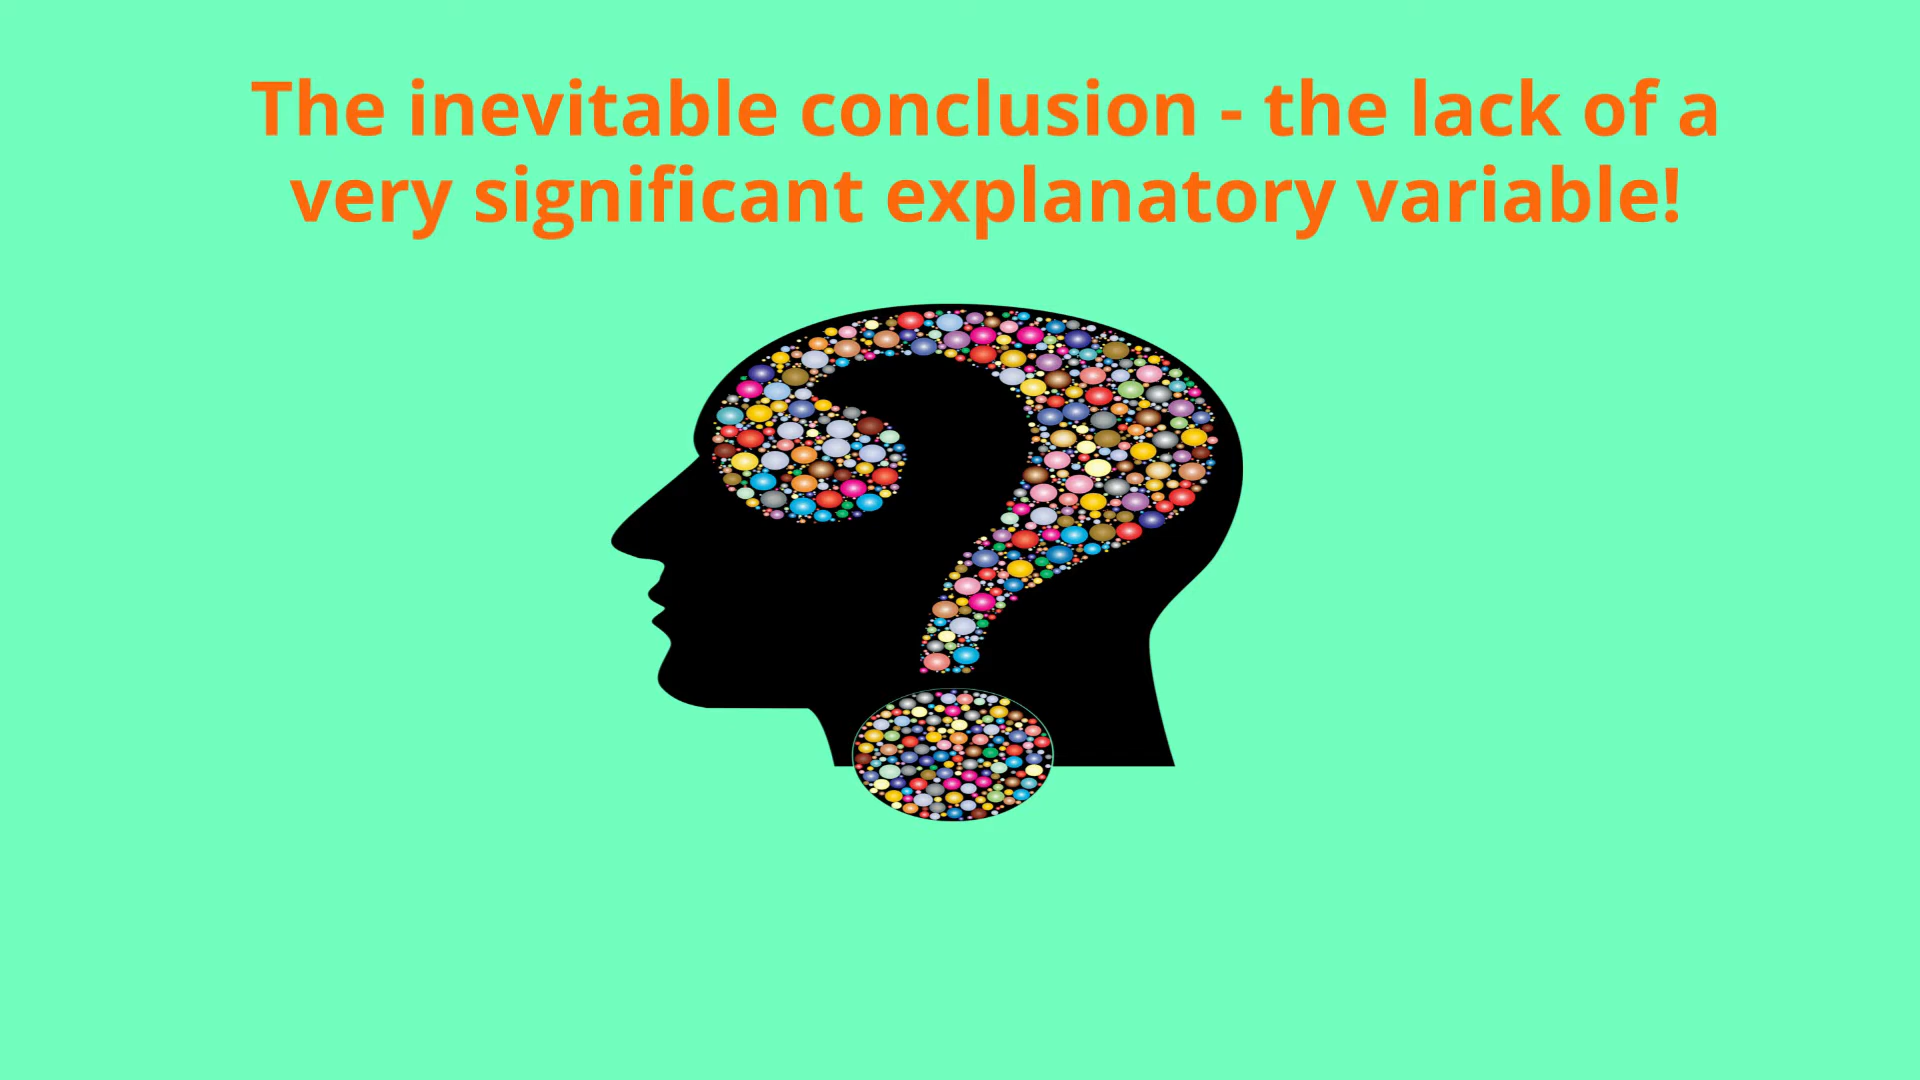 The inevitable conclusion - the lack of a
very significant explanatory variable!